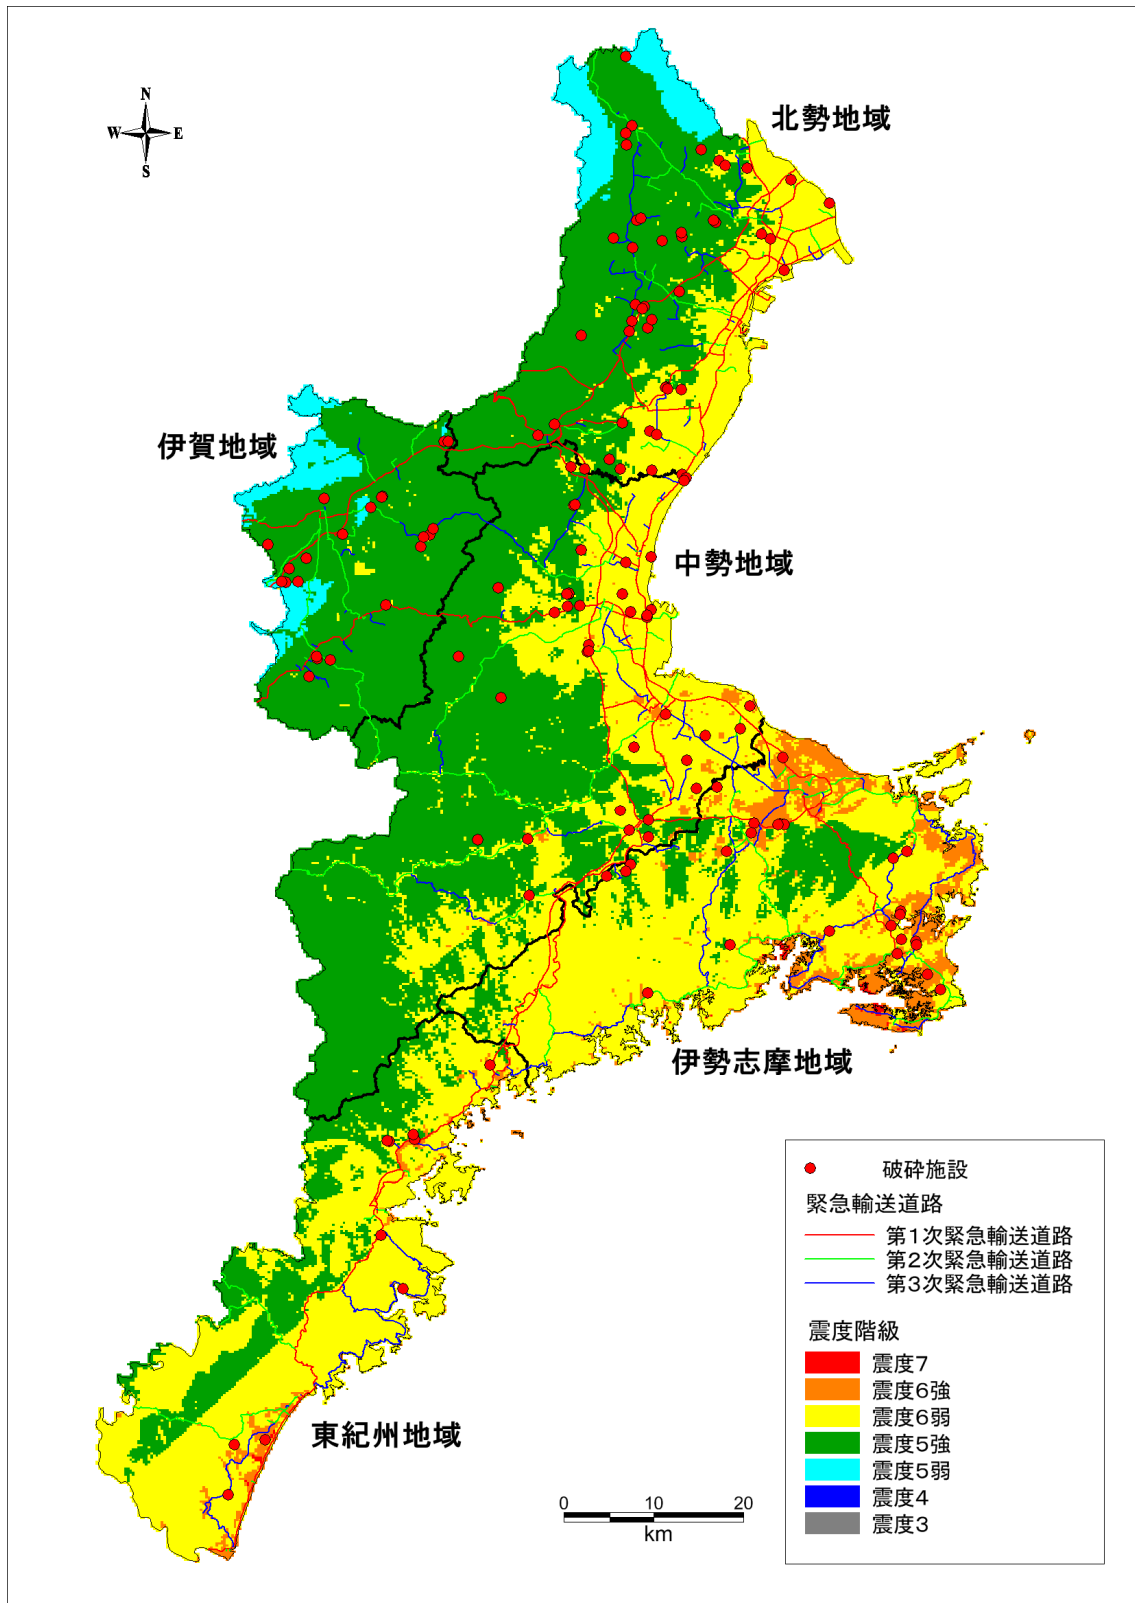 N
W E
S
北勢地域
伊賀地域
中勢地域
伊勢志摩地域
東紀州地域
破砕施設
緊急輸送道路
第1次緊急輸送道路
第2次緊急輸送道路
第3次緊急輸送道路
震度階級
震度7
震度6強
震度6弱
震度5強
震度5弱
震度4
震度3
0 10 20
km